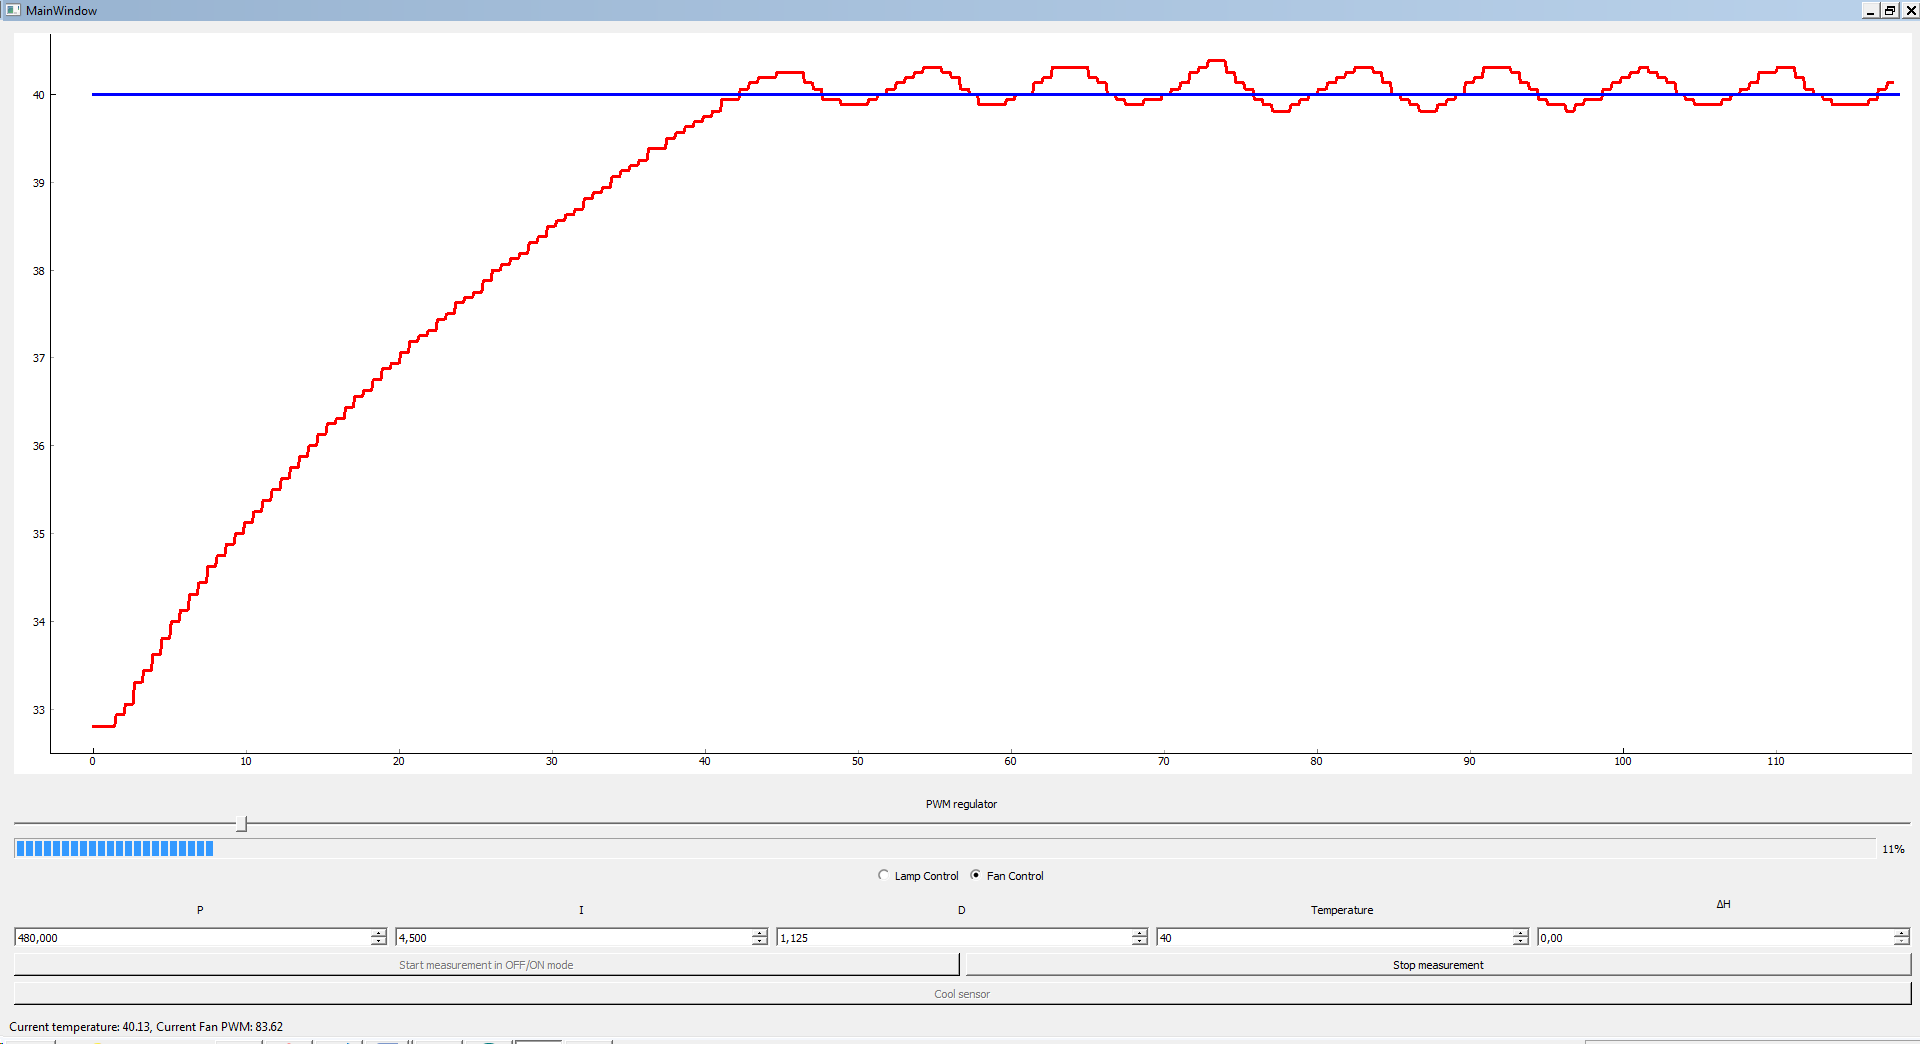 MainWindow
40
39
38
37
36
35
34
33
0 10 20 30 40 50 60 70 80 90 100 110
PWM regulator
11%
Lamp Control Fan Control
P I D Temperature ΔH
480,000 4,500 1,125 40 0,00
Start measurement in OFF/ON mode Stop measurement
Cool sensor
Current temperature: 40.13, Current Fan PWM: 83.62